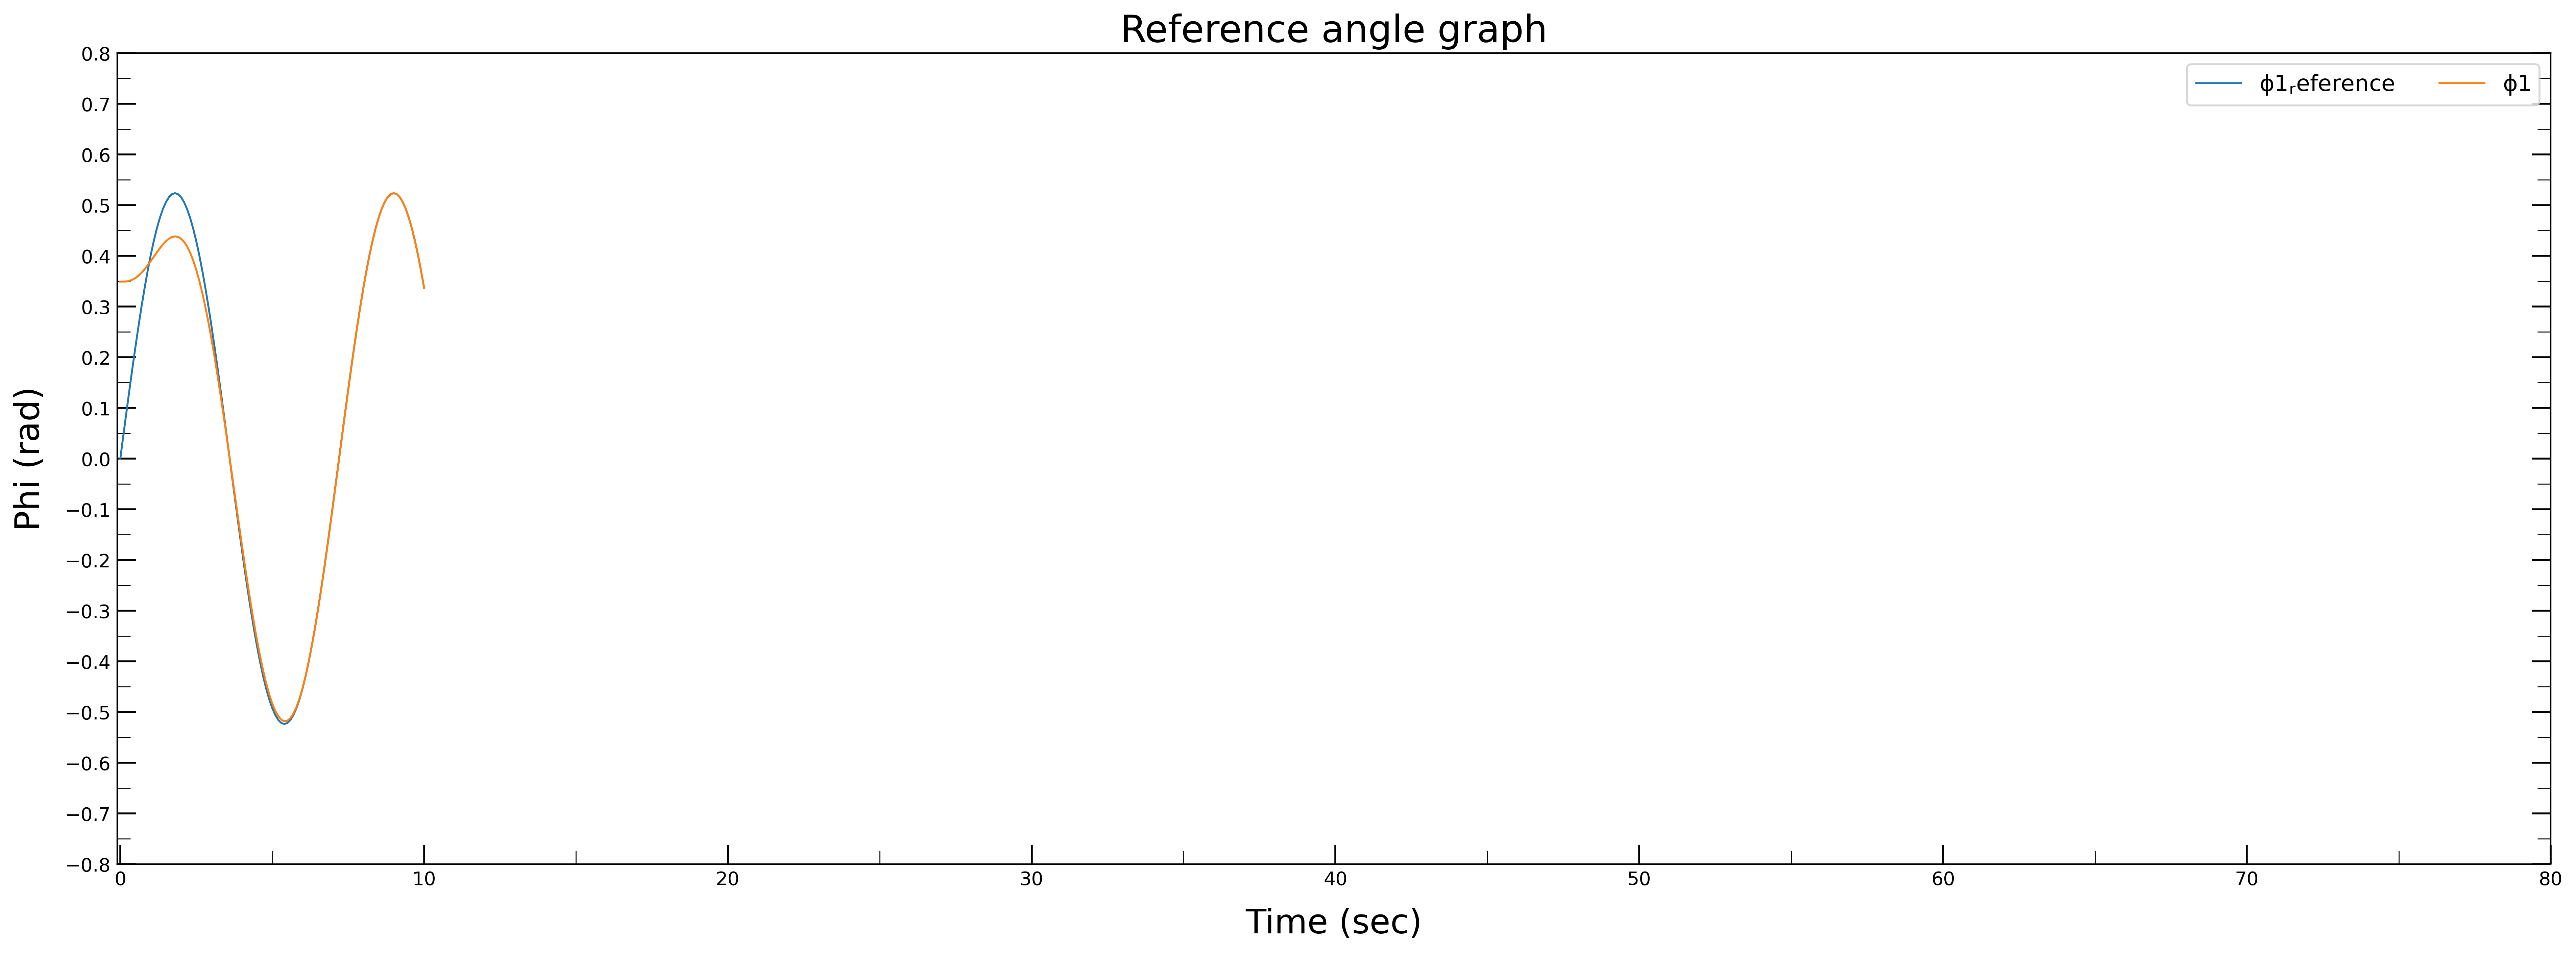 Reference angle graph
ϕ1ᵣeference
ϕ1
Phi (rad)
0.8
0.7
0.6
0.5
0.4
0.3
0.2
0.1
0.0
−0.1
−0.2
−0.3
−0.4
−0.5
−0.6
−0.7
−0.8
0 10 20 30 40 50 60 70 80
Time (sec)